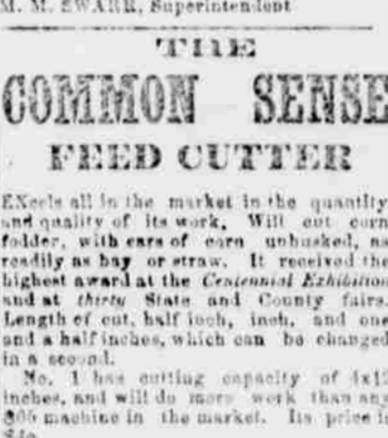 M. M. SWARR, Superintendent
THE
COMMON SENSE
FEED CUTTER
EXcels all in the market in the quantity
and quality of its work. Will cut corn
fodder, with ears of corn unhusked, as
readily as hay or straw. It received the
highest award at the Centennial Exhibition
and at thirty State and County fairs.
Length of cut, half inch, inch, and one
and a half inches, which can be changed
in a second.
No. 1 has cutting capacity of 4x12
inches, and will do more work than any
machine in the market. Its price is